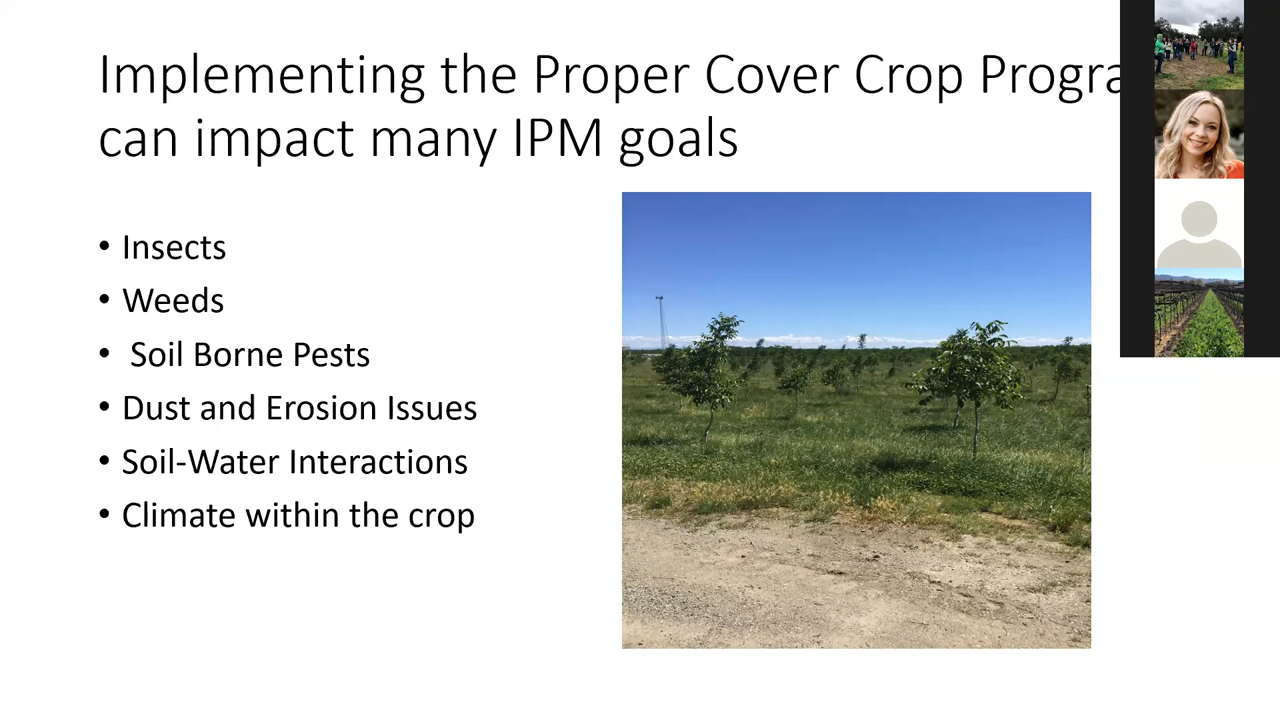 Implementing the Proper Cover Crop Progra
can impact many IPM goals
• Insects
• Weeds
• Soil Borne Pests
• Dust and Erosion Issues
• Soil-Water Interactions
• Climate within the crop